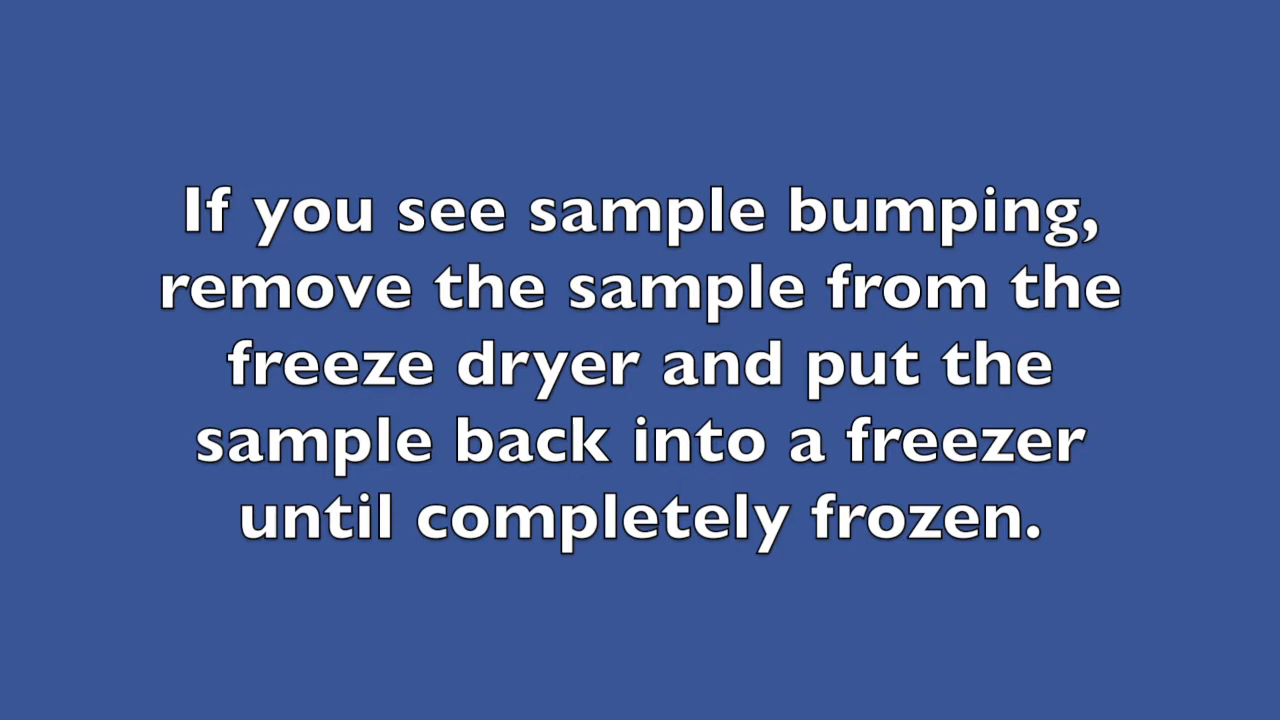 If you see sample bumping,
remove the sample from the
freeze dryer and put the
sample back into a freezer
until completely frozen.